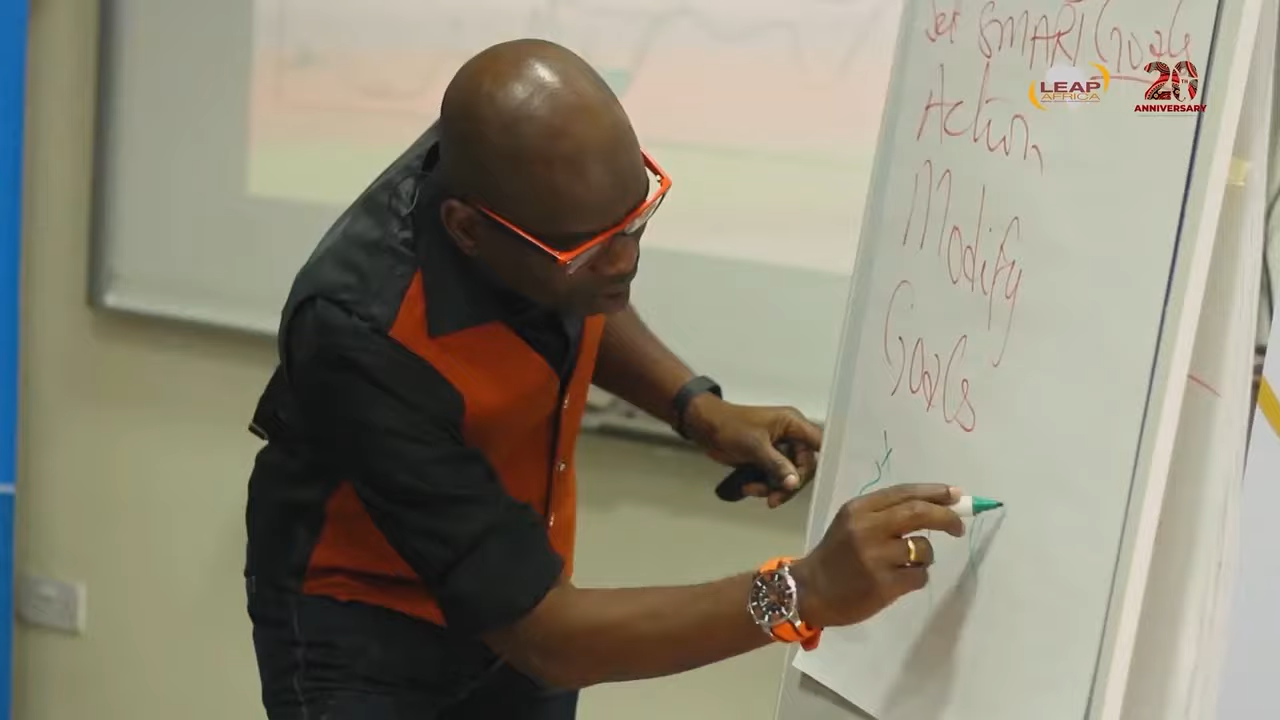 Set SMART Goals
LEAP
AFRICA
20TH
ANNIVERSARY
Action
Modify
Goals